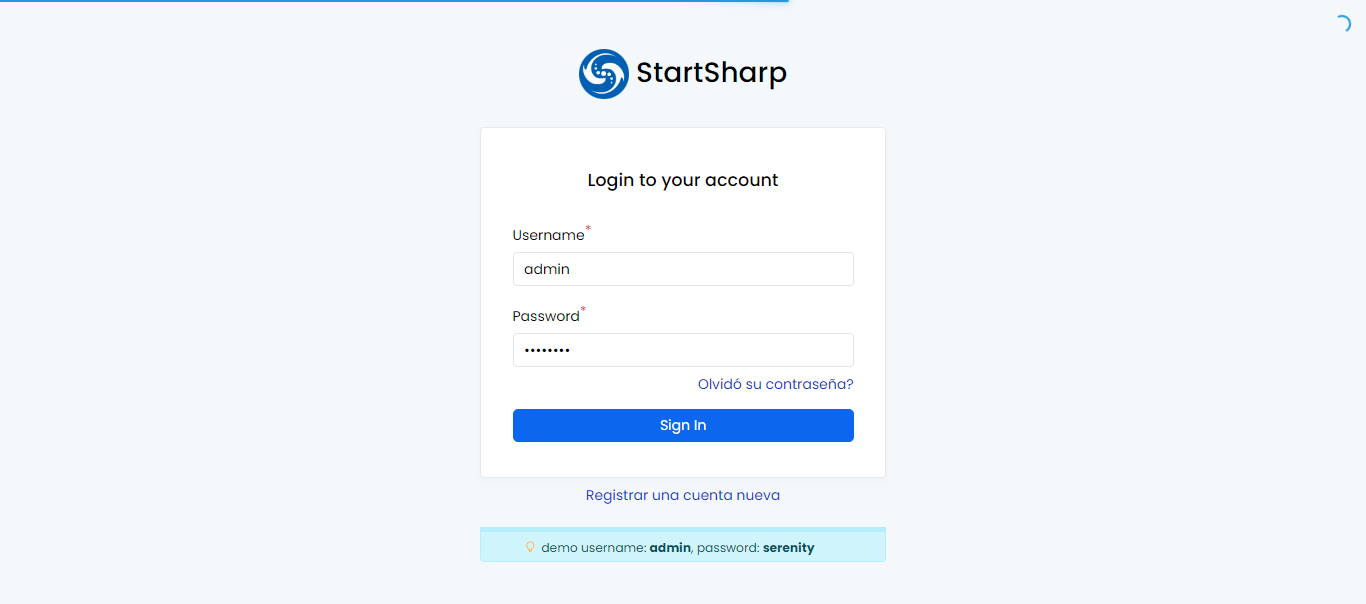 StartSharp
Login to your account
Username*
admin
Password*
••••••••
Olvidó su contraseña?
Sign In
Registrar una cuenta nueva
demo username: admin, password: serenity